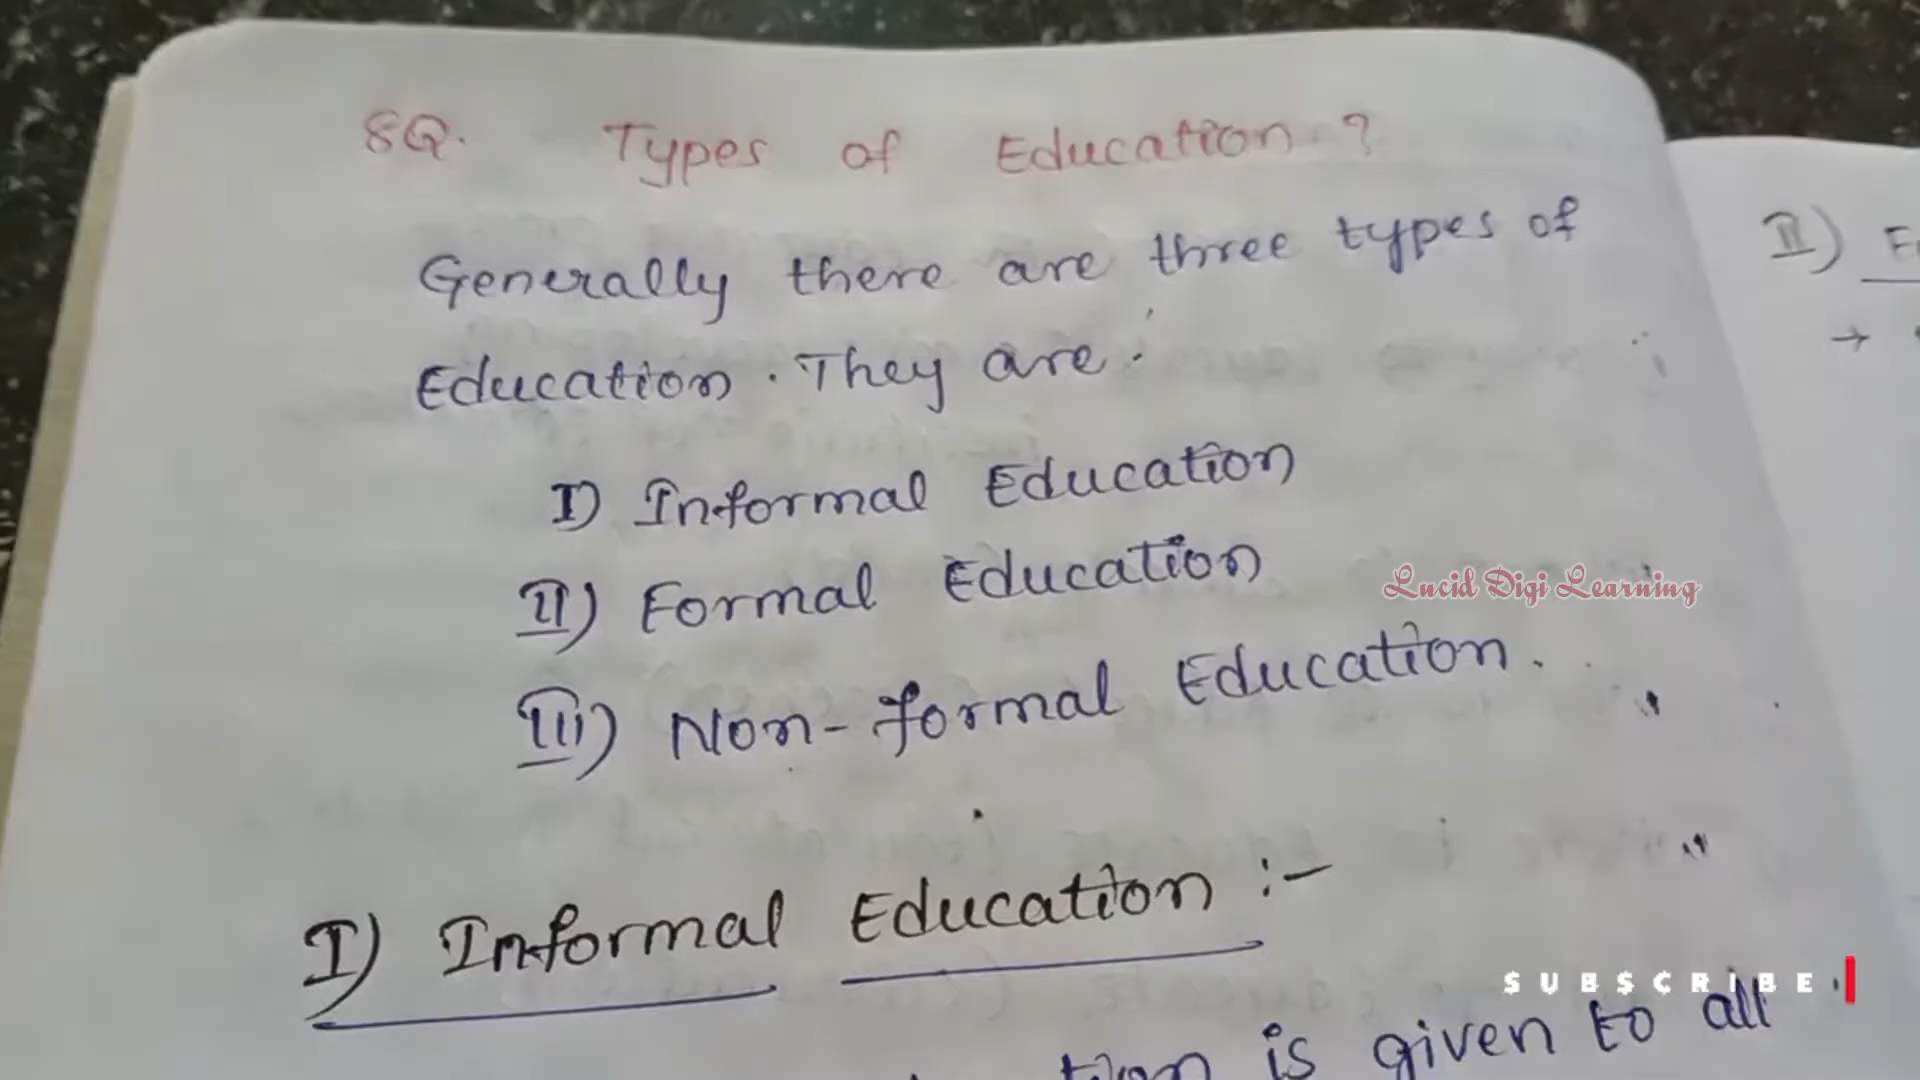 8Q. Types of Education ?
Generally there are three types of
Education. They are.
I) Informal Education
II) Formal Education
III) Non-formal Education.
I) Informal Education :-
is given to all
II)
→
Lucid Digi Learning
SUBSCRIBE